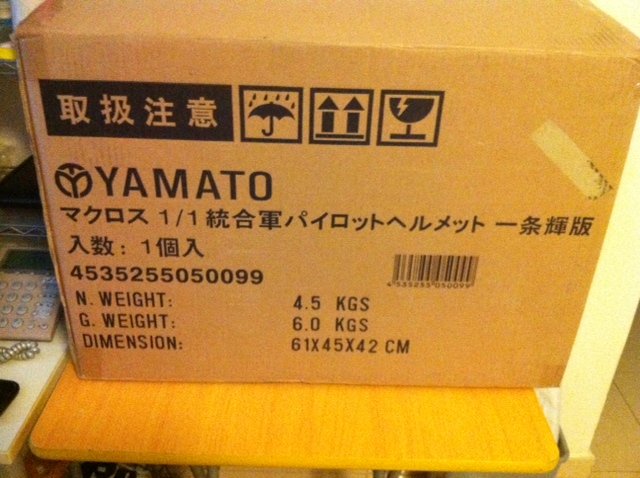 取扱注意
YAMATO
マクロス 1/1 統合軍パイロットヘルメット 一条輝版
入数: 1個入
4535255050099
4535255050099
N. WEIGHT: 4.5 KGS
G. WEIGHT: 6.0 KGS
DIMENSION: 61X45X42 CM